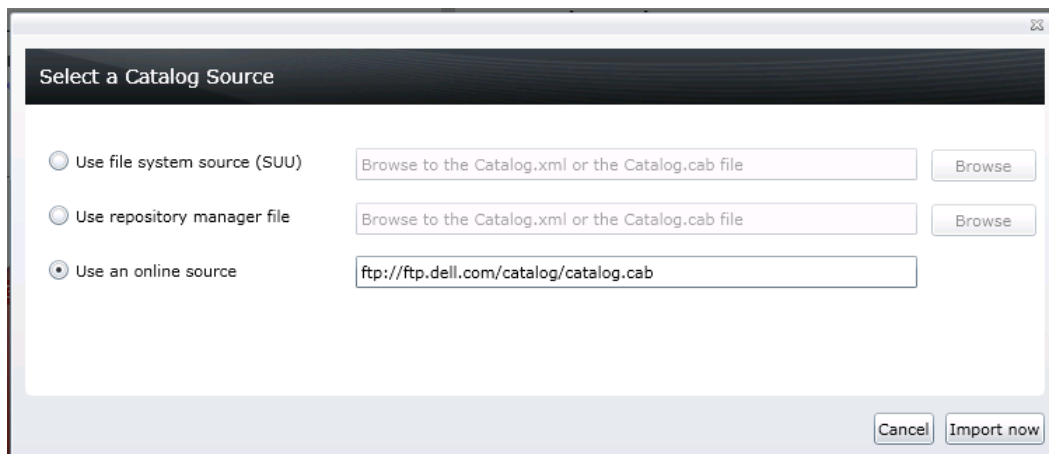 Select a Catalog Source
Use file system source (SUU) Browse to the Catalog.xml or the Catalog.cab file Browse
Use repository manager file Browse to the Catalog.xml or the Catalog.cab file Browse
Use an online source ftp://ftp.dell.com/catalog/catalog.cab
Cancel Import now